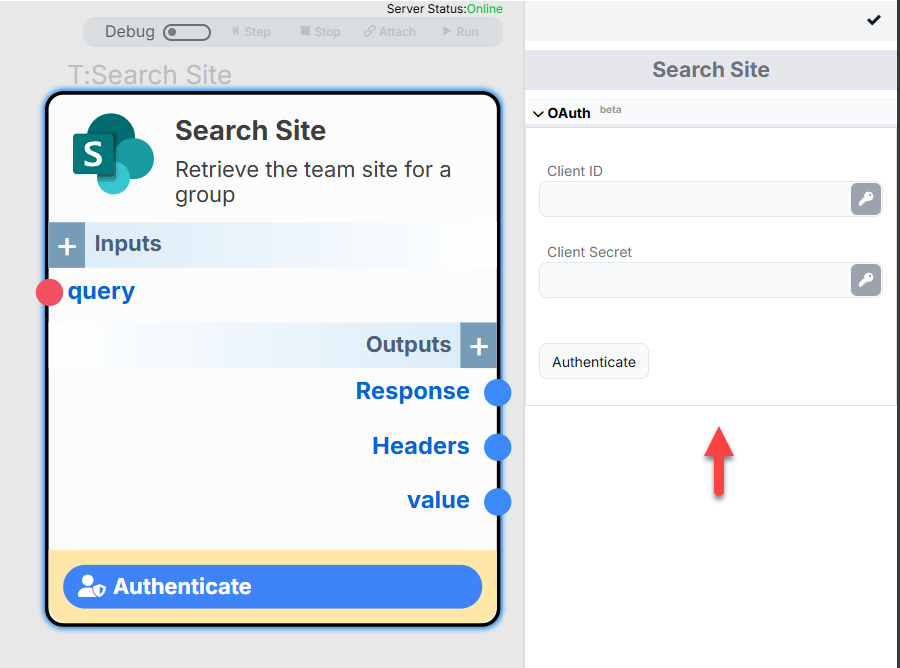 Server Status:Online
Debug Step Stop Attach Run
T:Search Site
S
Search Site
Retrieve the team site for a
group
+ Inputs
query
Outputs +
Response
Headers
value
Authenticate
Search Site
OAuth beta
Client ID
Client Secret
Authenticate